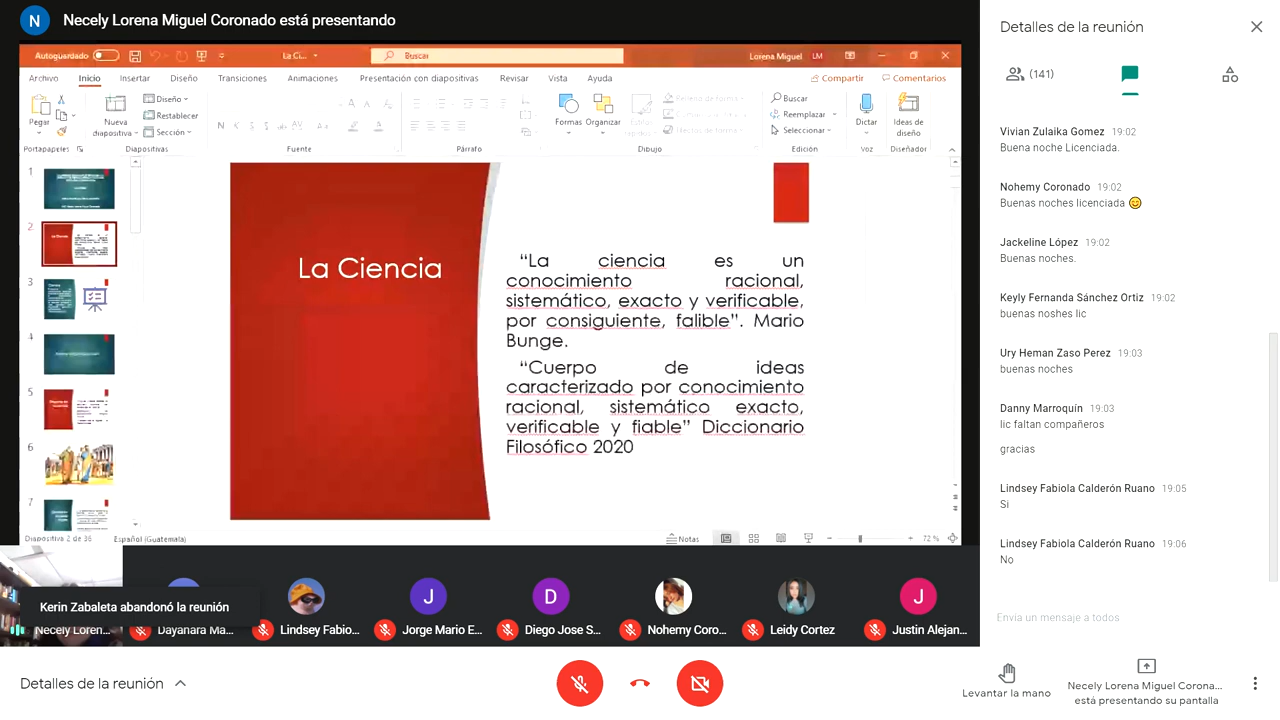 N Necely Lorena Miguel Coronado está presentando
Autoguardado
La Ci...
Buscar
Lorena Miguel LM
Archivo Inicio Insertar Diseño Transiciones Animaciones Presentación con diapositivas Revisar Vista Ayuda
Compartir Comentarios
Pegar
Nueva
diapositiva
Diseño
Restablecer
Sección
Formas Organizar
Buscar
Reemplazar
Seleccionar
Dictar
Ideas de
diseño
Portapapeles Diapositivas Fuente Párrafo Dibujo Edición Voz Diseñador
1
2
3
4
5
6
7
La Ciencia
“La ciencia es un
conocimiento racional,
sistemático, exacto y verificable,
por consiguiente, falible”. Mario
Bunge.
“Cuerpo de ideas
caracterizado por conocimiento
racional, sistemático exacto,
verificable y fiable” Diccionario
Filosófico 2020
Diapositiva 2 de 36 Español (Guatemala)
Notas
72 %
Kerin Zabaleta abandonó la reunión
Necely Loren...
Dayanara Ma...
Lindsey Fabio...
J
Jorge Mario E...
D
Diego Jose S...
Nohemy Coro...
Leidy Cortez
J
Justin Alejan...
Detalles de la reunión
(141)
Vivian Zulaika Gomez 19:02
Buena noche Licenciada.
Nohemy Coronado 19:02
Buenas noches licenciada 😊
Jackeline López 19:02
Buenas noches.
Keyly Fernanda Sánchez Ortiz 19:02
buenas noshes lic
Ury Heman Zaso Perez 19:03
buenas noches
Danny Marroquín 19:03
lic faltan compañeros
gracias
Lindsey Fabiola Calderón Ruano 19:05
Si
Lindsey Fabiola Calderón Ruano 19:06
No
Envía un mensaje a todos
Detalles de la reunión
Levantar la mano
Necely Lorena Miguel Corona...
está presentando su pantalla